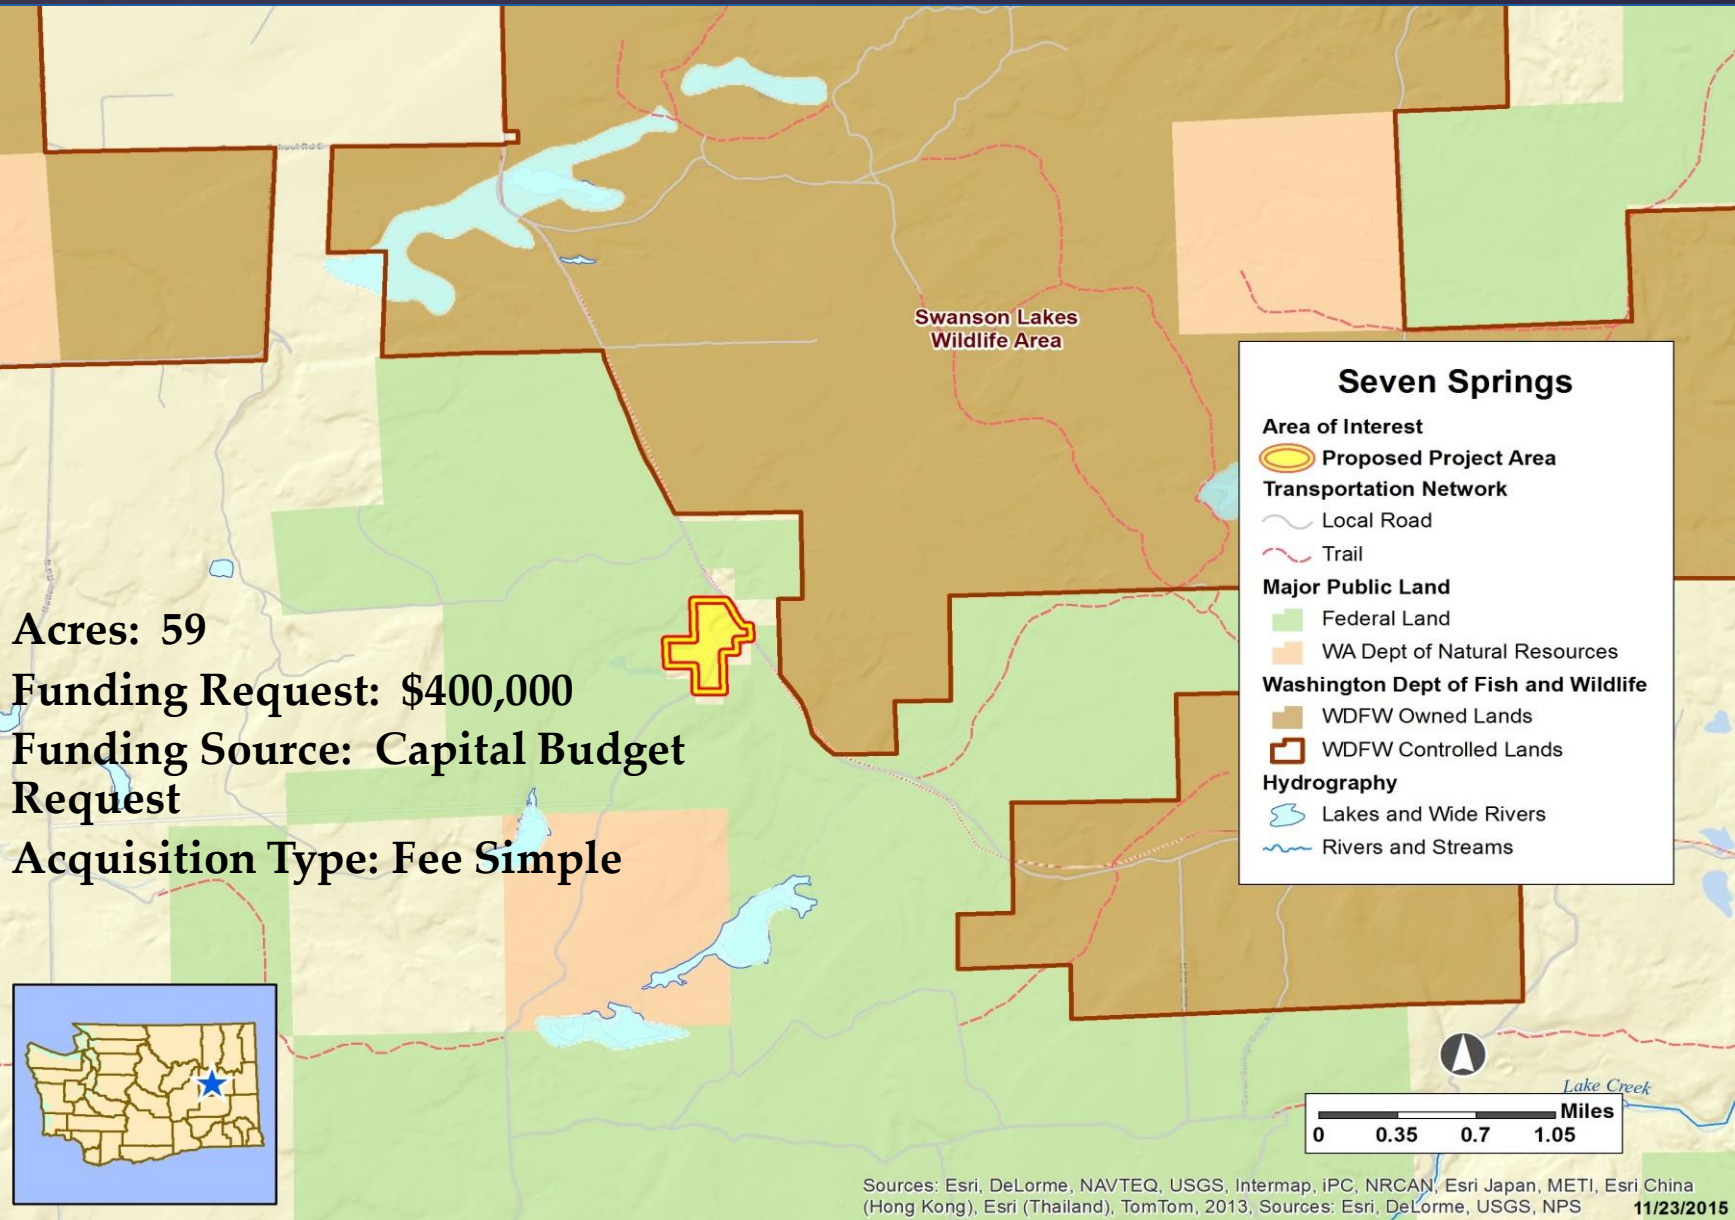 Swanson Lakes
Wildlife Area
Seven Springs
Area of Interest
Proposed Project Area
Transportation Network
Local Road
Trail
Major Public Land
Federal Land
WA Dept of Natural Resources
Washington Dept of Fish and Wildlife
WDFW Owned Lands
WDFW Controlled Lands
Hydrography
Lakes and Wide Rivers
Rivers and Streams
Acres: 59
Funding Request: $400,000
Funding Source: Capital Budget
Request
Acquisition Type: Fee Simple
Lake Creek
Miles
0 0.35 0.7 1.05
Sources: Esri, DeLorme, NAVTEQ, USGS, Intermap, iPC, NRCAN, Esri Japan, METI, Esri China
(Hong Kong), Esri (Thailand), TomTom, 2013, Sources: Esri, DeLorme, USGS, NPS
11/23/2015